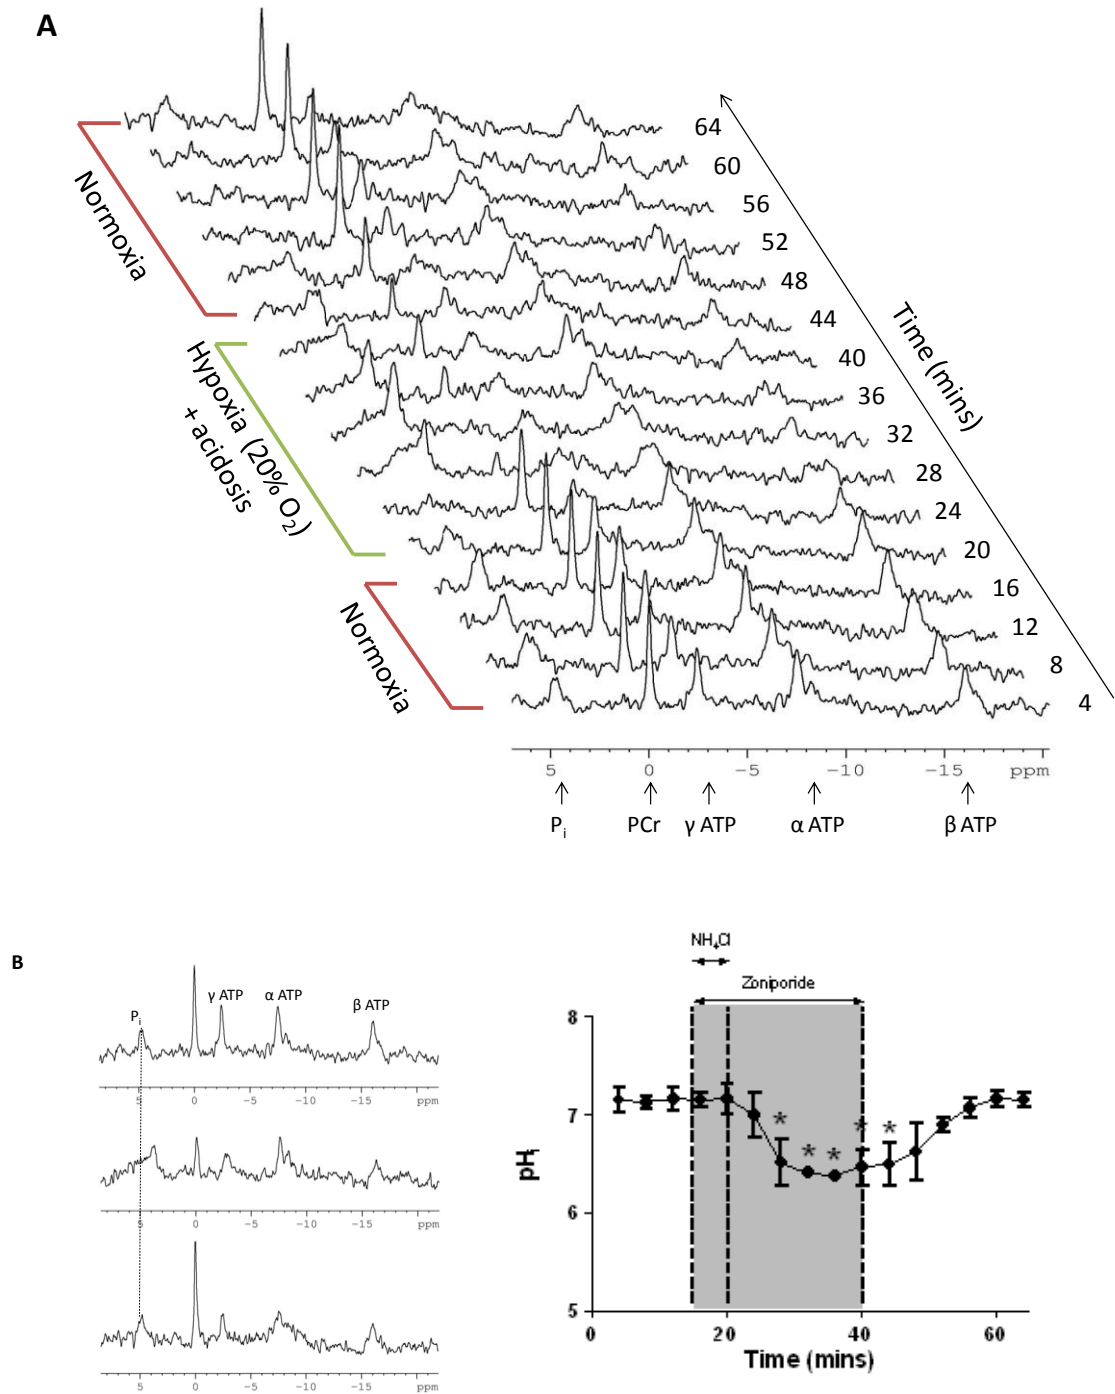 A
64
60
56
52
48
44
40
36
32
28
24
20
16
12
8
4
Time (mins)
Normoxia
Hypoxia (20% O₂)
+ acidosis
Normoxia
5 0 −5 −10 −15 ppm
Pᵢ PCr γ ATP α ATP β ATP
B
Pᵢ γ ATP α ATP β ATP
5 0 −5 −10 −15 ppm
5 0 −5 −10 −15 ppm
5 0 −5 −10 −15 ppm
NH₄Cl
Zoniporide
8
7
6
5
pHᵢ
* * * * *
0 20 40 60
Time (mins)